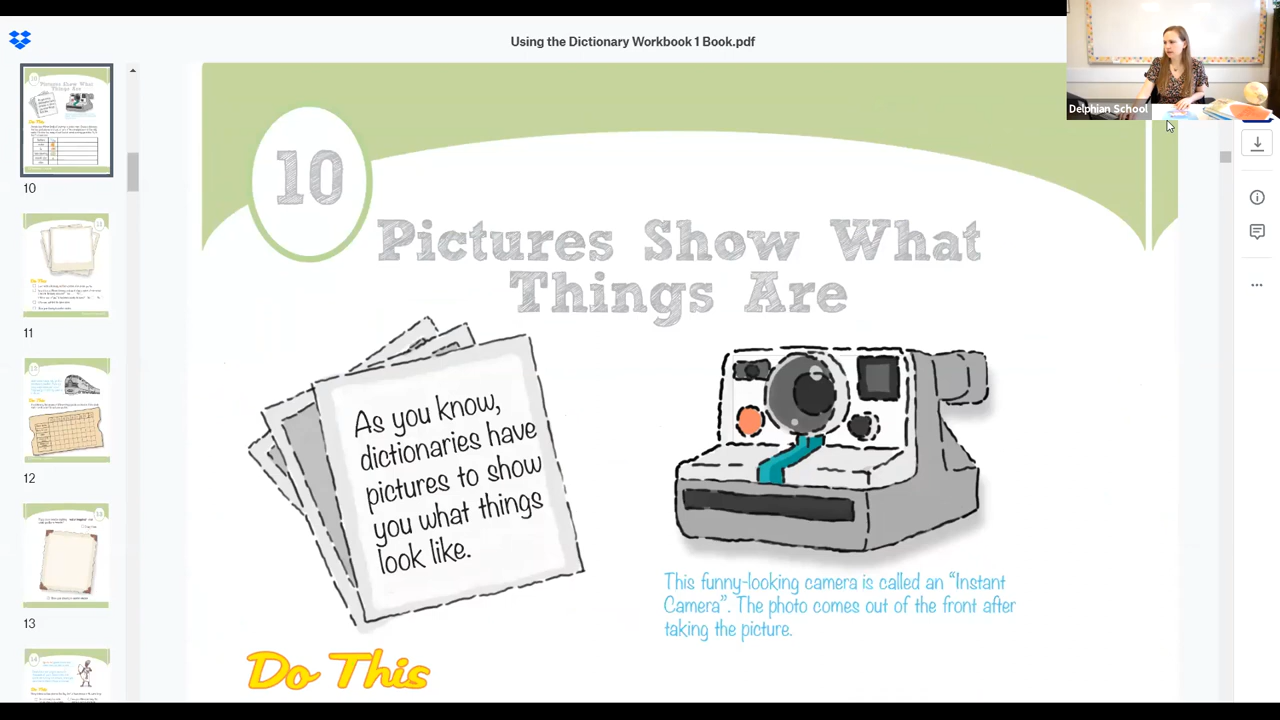 Using the Dictionary Workbook 1 Book.pdf
Delphian School
10
Pictures Show What
Things Are
As you know,
dictionaries have
pictures to show
you what things
look like.
This funny-looking camera is called an “Instant
Camera”. The photo comes out of the front after
taking the picture.
Do This
10
11
12
13